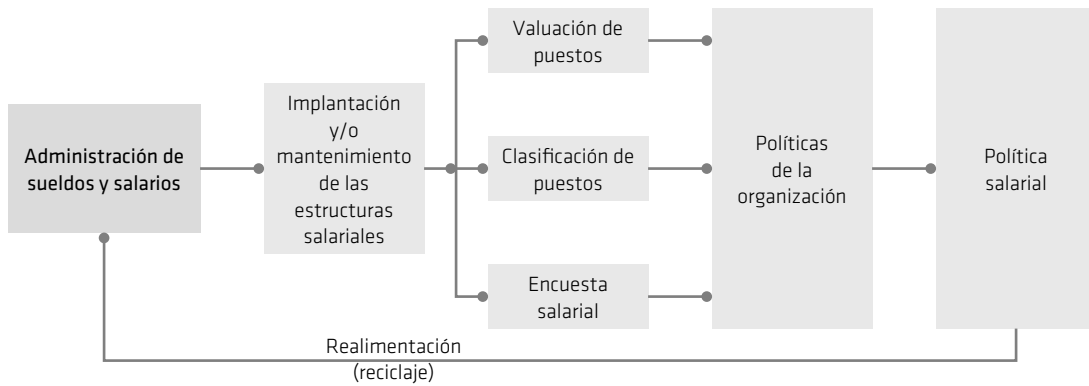 Administración de
sueldos y salarios
Implantación
y/o
mantenimiento
de las
estructuras
salariales
Valuación de
puestos
Clasificación de
puestos
Encuesta
salarial
Políticas
de la
organización
Política
salarial
Realimentación
(reciclaje)